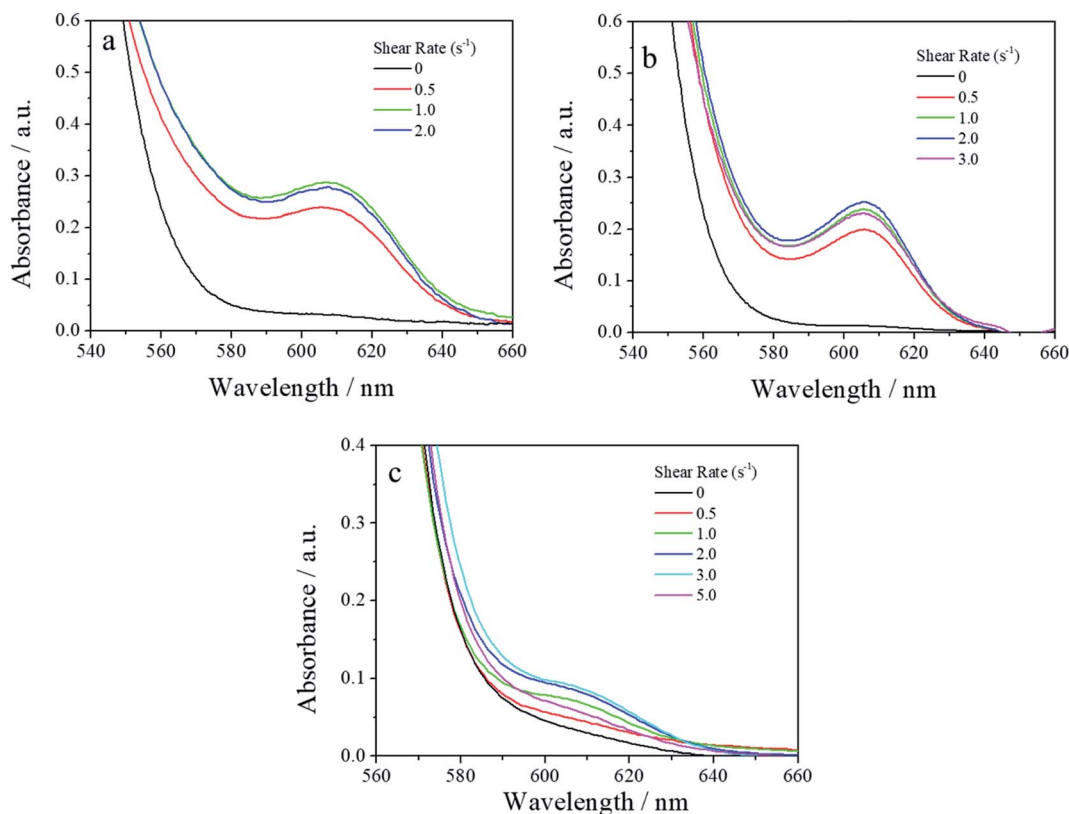 a
Shear Rate (s⁻¹)
0
0.5
1.0
2.0
0.6
0.5
0.4
0.3
0.2
0.1
0.0
540 560 580 600 620 640 660
Absorbance / a.u.
Wavelength / nm
b
Shear Rate (s⁻¹)
0
0.5
1.0
2.0
3.0
0.6
0.5
0.4
0.3
0.2
0.1
0.0
540 560 580 600 620 640 660
Absorbance / a.u.
Wavelength / nm
c
Shear Rate (s⁻¹)
0
0.5
1.0
2.0
3.0
5.0
0.4
0.3
0.2
0.1
0.0
560 580 600 620 640 660
Absorbance / a.u.
Wavelength / nm